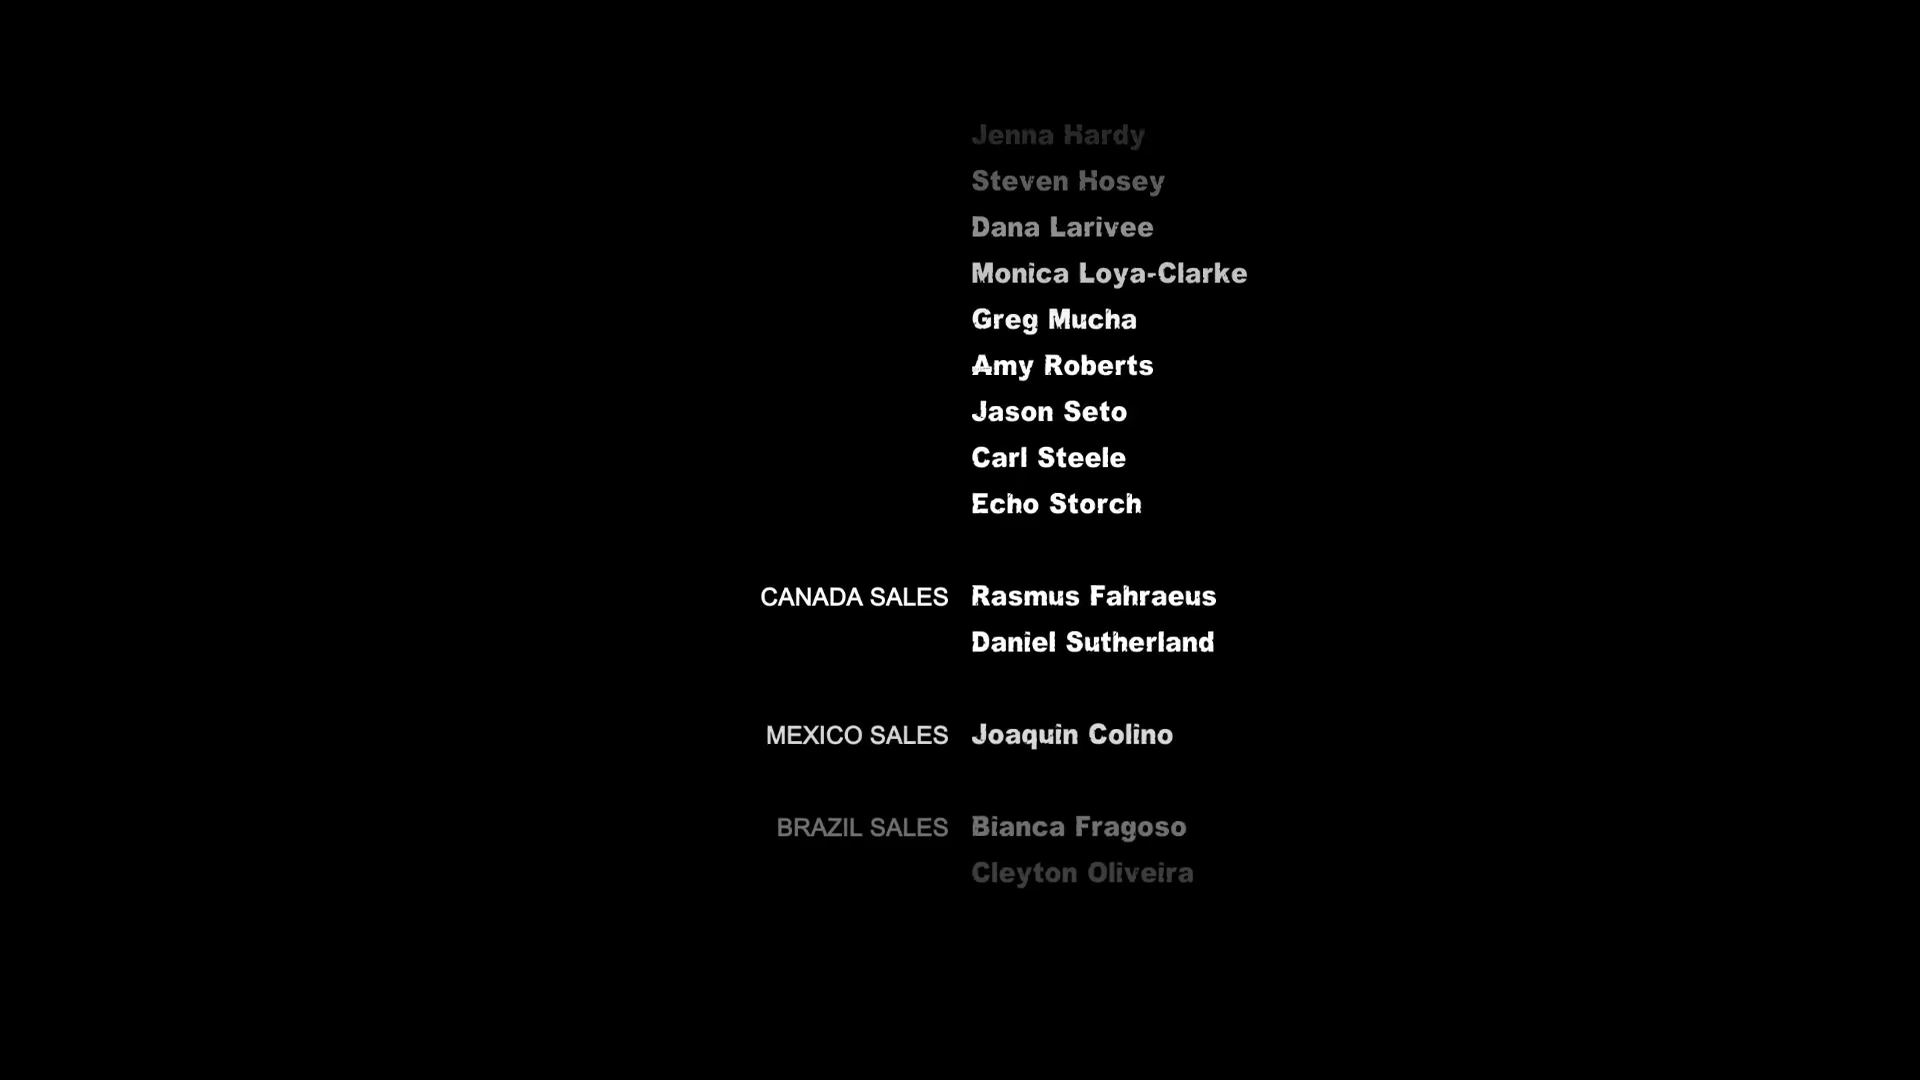 Jenna Hardy
Steven Hosey
Dana Larivee
Monica Loya-Clarke
Greg Mucha
Amy Roberts
Jason Seto
Carl Steele
Echo Storch
CANADA SALES Rasmus Fahraeus
Daniel Sutherland
MEXICO SALES Joaquin Colino
BRAZIL SALES Bianca Fragoso
Cleyton Oliveira